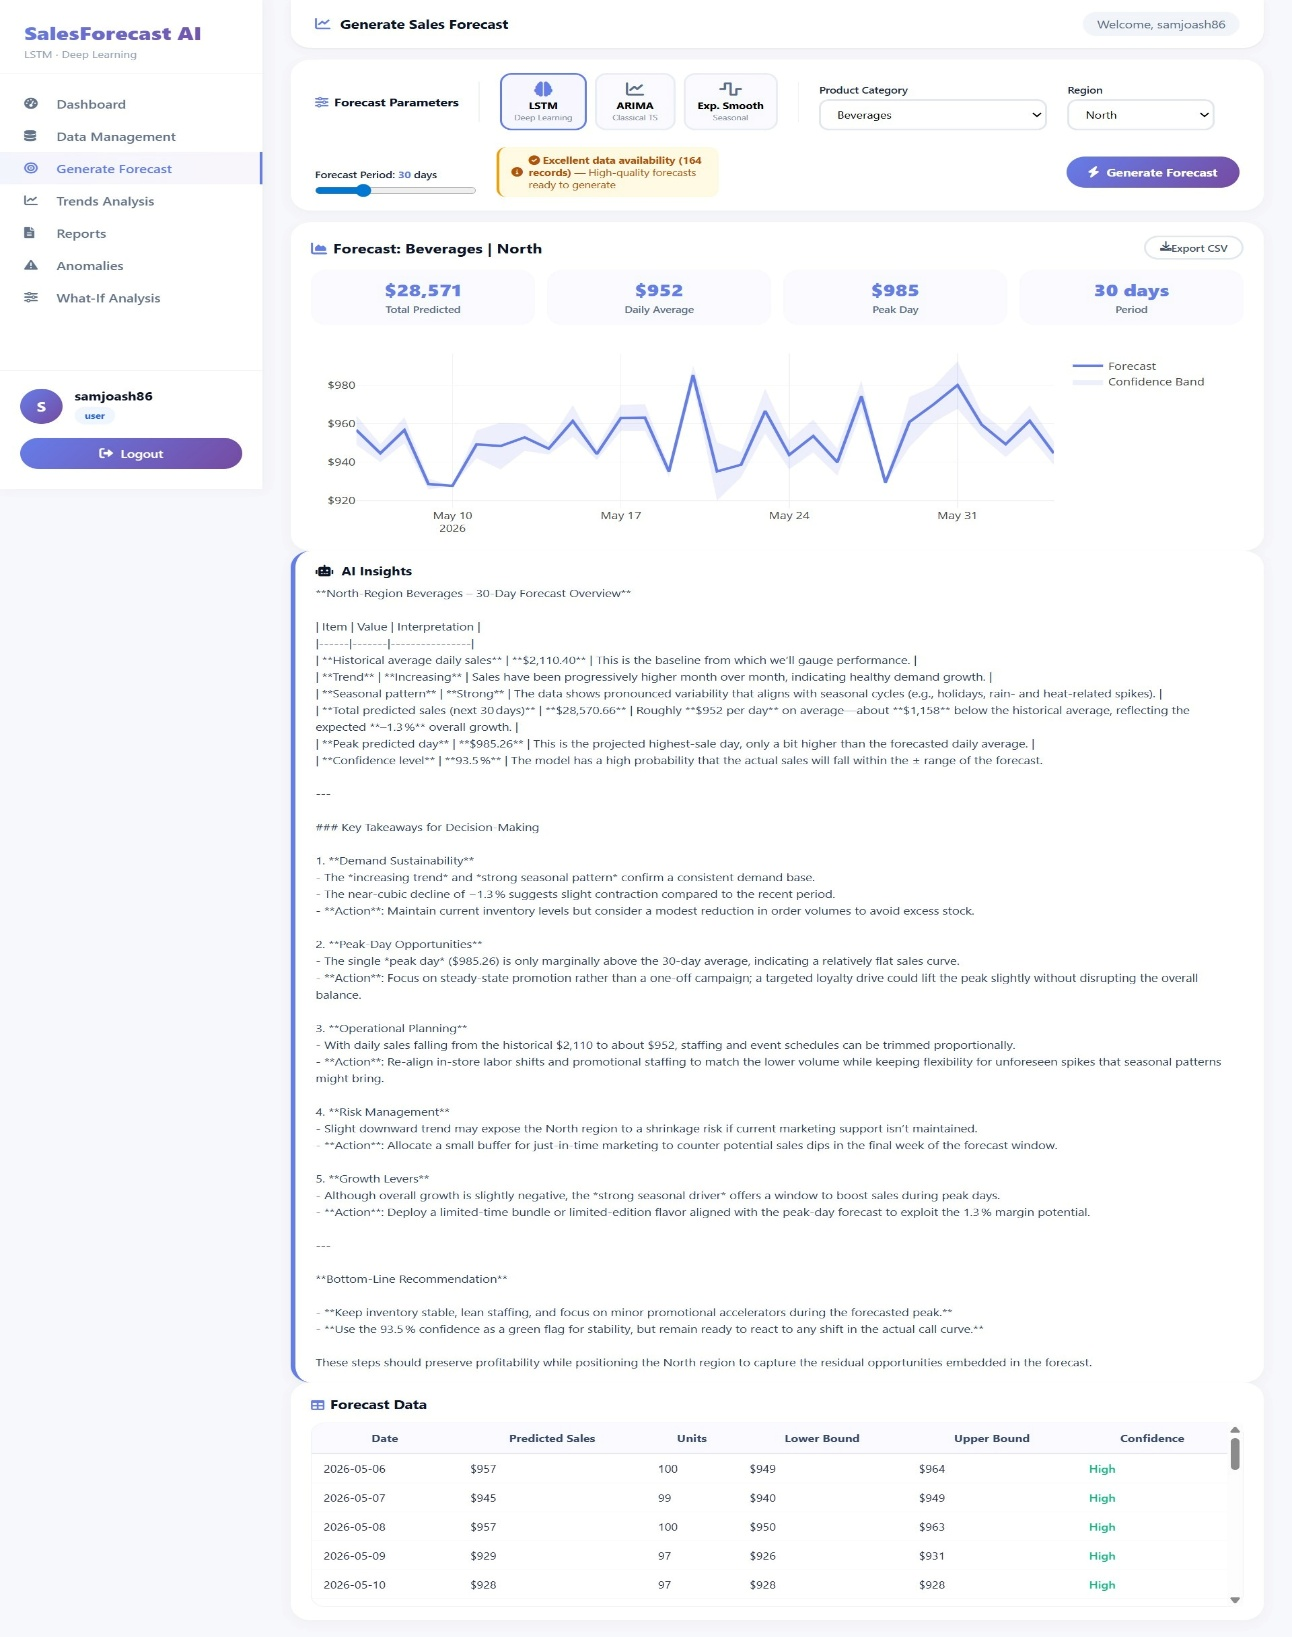 SalesForecast AI
LSTM · Deep Learning
Dashboard
Data Management
Generate Forecast
Trends Analysis
Reports
Anomalies
What-If Analysis
S
samjoash86
user
Logout
Generate Sales Forecast
Welcome, samjoash86
Forecast Parameters
LSTM
Deep Learning
ARIMA
Classical TS
Exp. Smooth
Seasonal
Product Category
Beverages
Region
North
Forecast Period: 30 days
Excellent data availability (164
records) — High-quality forecasts
ready to generate
Generate Forecast
Forecast: Beverages | North
Export CSV
$28,571
Total Predicted
$952
Daily Average
$985
Peak Day
30 days
Period
$980
$960
$940
$920
May 10
2026
May 17
May 24
May 31
Forecast
Confidence Band
AI Insights
**North-Region Beverages – 30-Day Forecast Overview**
| Item | Value | Interpretation |
|------|-------|----------------|
| **Historical average daily sales** | **$2,110.40** | This is the baseline from which we'll gauge performance. |
| **Trend** | **Increasing** | Sales have been progressively higher month over month, indicating healthy demand growth. |
| **Seasonal pattern** | **Strong** | The data shows pronounced variability that aligns with seasonal cycles (e.g., holidays, rain- and heat-related spikes). |
| **Total predicted sales (next 30 days)** | **$28,570.66** | Roughly **$952 per day** on average—about **$1,158** below the historical average, reflecting the
expected **–1.3 %** overall growth. |
| **Peak predicted day** | **$985.26** | This is the projected highest-sale day, only a bit higher than the forecasted daily average. |
| **Confidence level** | **93.5 %** | The model has a high probability that the actual sales will fall within the ± range of the forecast.
---
### Key Takeaways for Decision-Making
1. **Demand Sustainability**
- The *increasing trend* and *strong seasonal pattern* confirm a consistent demand base.
- The near-cubic decline of −1.3 % suggests slight contraction compared to the recent period.
- **Action**: Maintain current inventory levels but consider a modest reduction in order volumes to avoid excess stock.
2. **Peak-Day Opportunities**
- The single *peak day* ($985.26) is only marginally above the 30-day average, indicating a relatively flat sales curve.
- **Action**: Focus on steady-state promotion rather than a one-off campaign; a targeted loyalty drive could lift the peak slightly without disrupting the overall
balance.
3. **Operational Planning**
- With daily sales falling from the historical $2,110 to about $952, staffing and event schedules can be trimmed proportionally.
- **Action**: Re-align in-store labor shifts and promotional staffing to match the lower volume while keeping flexibility for unforeseen spikes that seasonal patterns
might bring.
4. **Risk Management**
- Slight downward trend may expose the North region to a shrinkage risk if current marketing support isn't maintained.
- **Action**: Allocate a small buffer for just-in-time marketing to counter potential sales dips in the final week of the forecast window.
5. **Growth Levers**
- Although overall growth is slightly negative, the *strong seasonal driver* offers a window to boost sales during peak days.
- **Action**: Deploy a limited-time bundle or limited-edition flavor aligned with the peak-day forecast to exploit the 1.3 % margin potential.
---
**Bottom-Line Recommendation**
- **Keep inventory stable, lean staffing, and focus on minor promotional accelerators during the forecasted peak.**
- **Use the 93.5 % confidence as a green flag for stability, but remain ready to react to any shift in the actual call curve.**
These steps should preserve profitability while positioning the North region to capture the residual opportunities embedded in the forecast.
Forecast Data
Date Predicted Sales Units Lower Bound Upper Bound Confidence
2026-05-06 $957 100 $949 $964 High
2026-05-07 $945 99 $940 $949 High
2026-05-08 $957 100 $950 $963 High
2026-05-09 $929 97 $926 $931 High
2026-05-10 $928 97 $928 $928 High